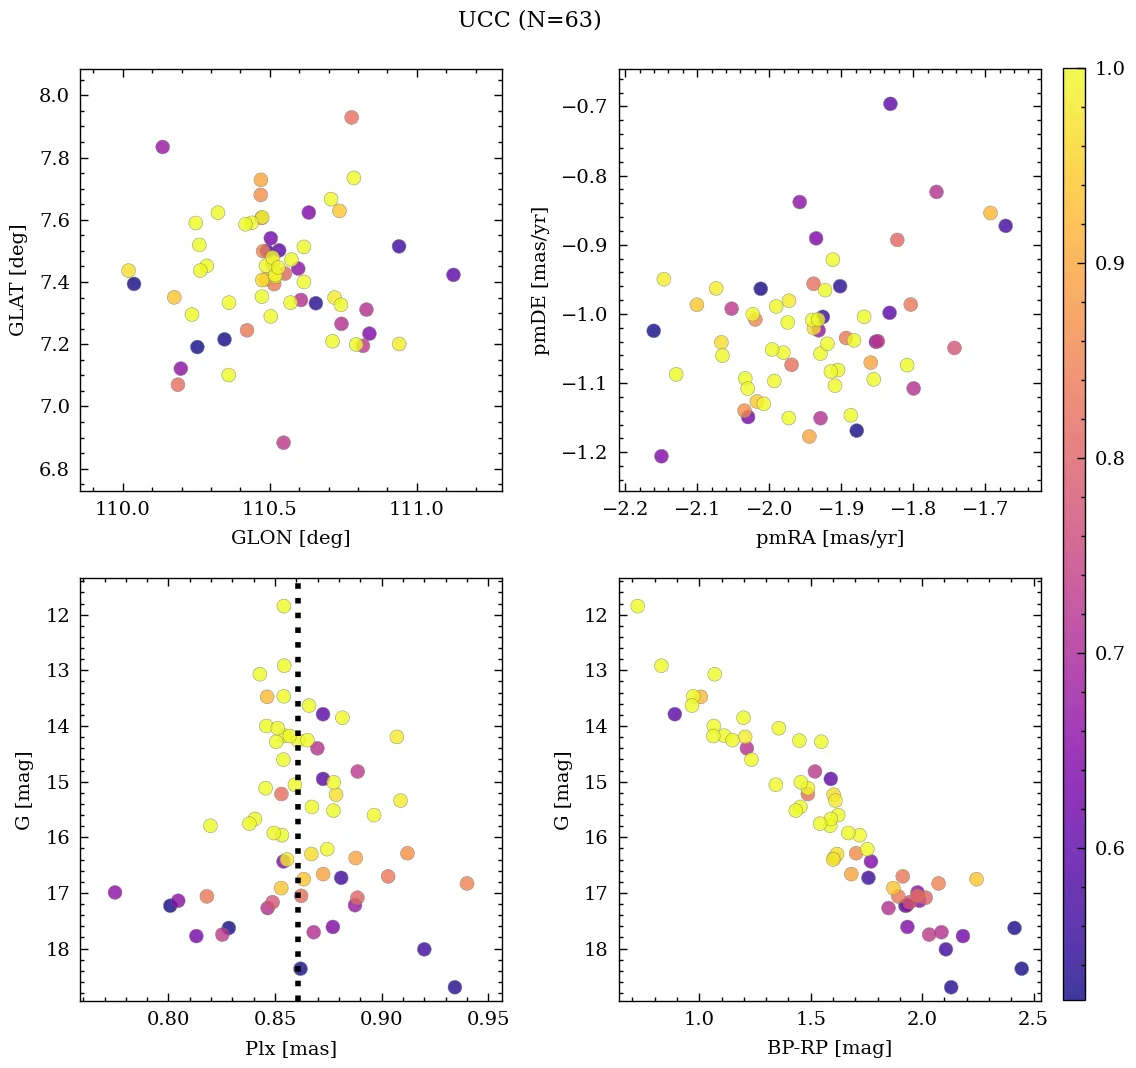 UCC (N=63)
8.0
7.8
7.6
7.4
7.2
7.0
6.8
GLAT [deg]
110.0 110.5 111.0
GLON [deg]
−0.7
−0.8
−0.9
−1.0
−1.1
−1.2
pmDE [mas/yr]
−2.2 −2.1 −2.0 −1.9 −1.8 −1.7
pmRA [mas/yr]
12
13
14
15
16
17
18
G [mag]
0.80 0.85 0.90 0.95
Plx [mas]
12
13
14
15
16
17
18
G [mag]
1.0 1.5 2.0 2.5
BP-RP [mag]
1.0
0.9
0.8
0.7
0.6